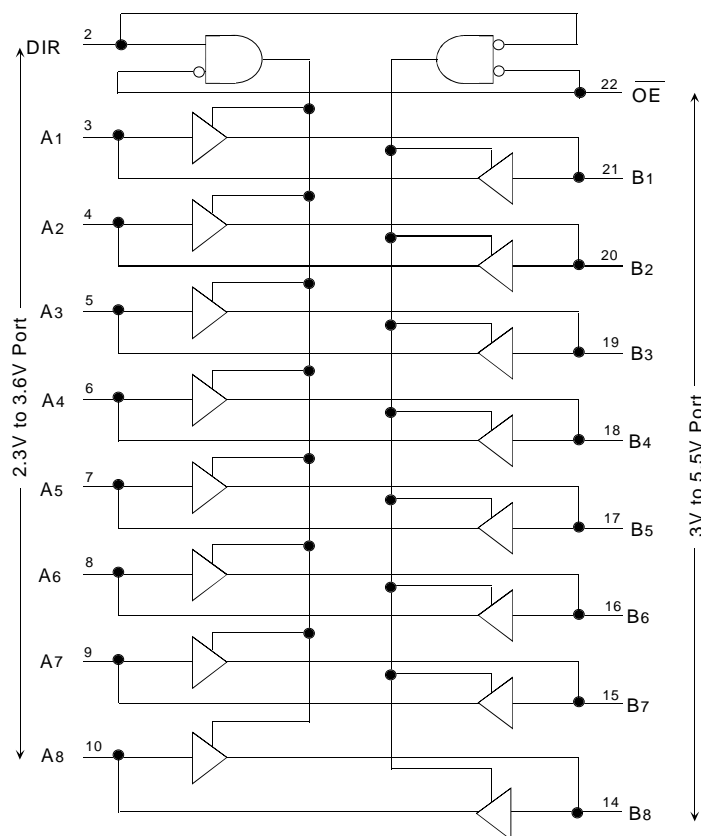 DIR 2
22 OE
A1 3
21 B1
A2 4
20 B2
A3 5
19 B3
A4 6
18 B4
A5 7
17 B5
A6 8
16 B6
A7 9
15 B7
A8 10
14 B8
2.3V to 3.6V Port
3V to 5.5V Port